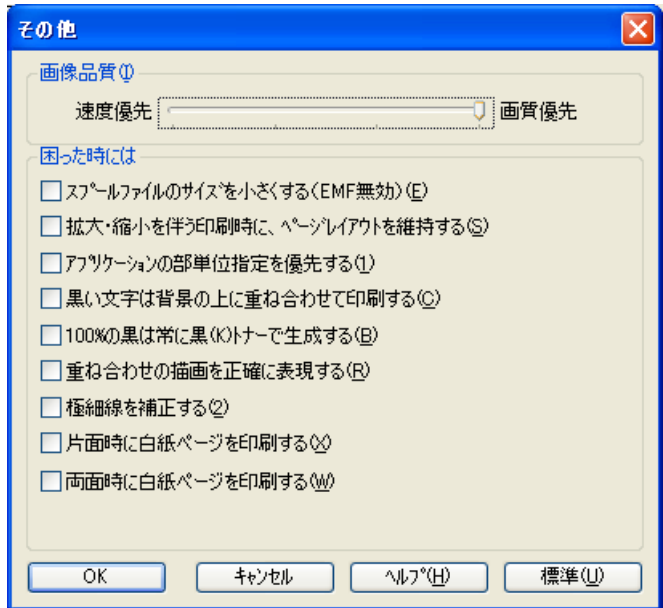 その他
画像品質(I)
速度優先 画質優先
困った時には
スプールファイルのサイズを小さくする(EMF無効)(E)
拡大・縮小を伴う印刷時に、ページレイアウトを維持する(S)
アプリケーションの部単位指定を優先する(1)
黒い文字は背景の上に重ね合わせて印刷する(C)
100%の黒は常に黒(K)トナーで生成する(B)
重ね合わせの描画を正確に表現する(R)
極細線を補正する(2)
片面時に白紙ページを印刷する(X)
両面時に白紙ページを印刷する(W)
OK キャンセル ヘルプ(H) 標準(U)